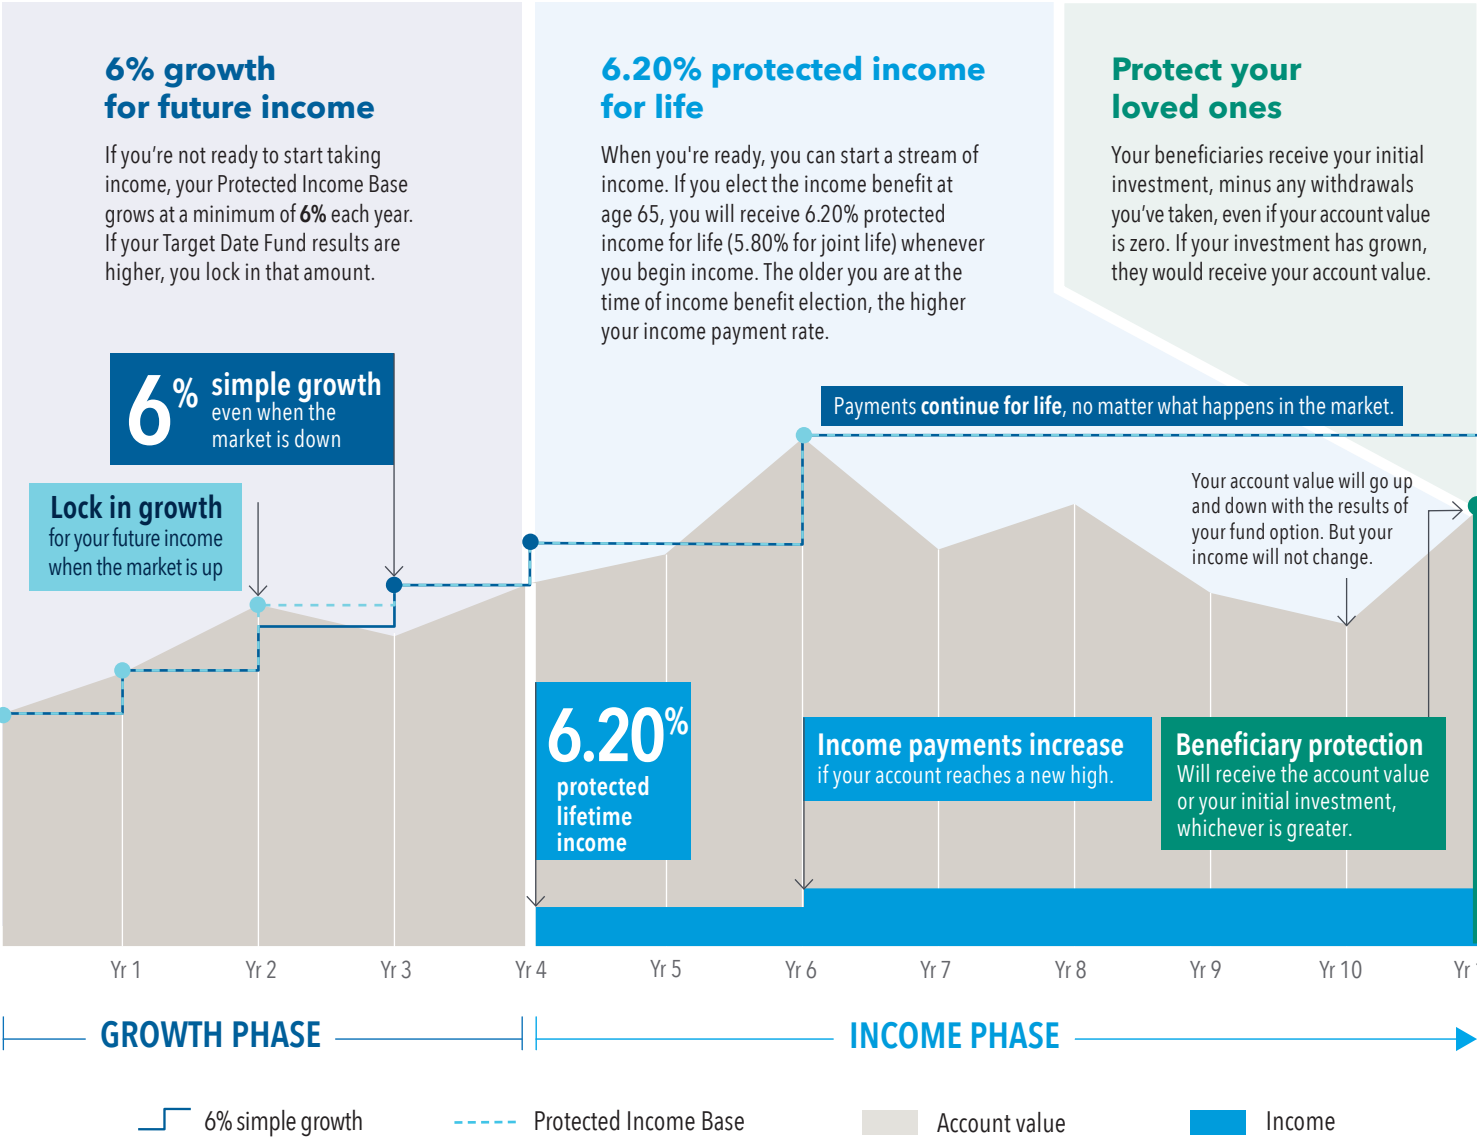 6% growth
for future income
If you’re not ready to start taking
income, your Protected Income Base
grows at a minimum of 6% each year.
If your Target Date Fund results are
higher, you lock in that amount.
6.20% protected income
for life
When you're ready, you can start a stream of
income. If you elect the income benefit at
age 65, you will receive 6.20% protected
income for life (5.80% for joint life) whenever
you begin income. The older you are at the
time of income benefit election, the higher
your income payment rate.
Protect your
loved ones
Your beneficiaries receive your initial
investment, minus any withdrawals
you’ve taken, even if your account value
is zero. If your investment has grown,
they would receive your account value.
6% simple growth
even when the
market is down
Lock in growth
for your future income
when the market is up
Payments continue for life, no matter what happens in the market.
Your account value will go up
and down with the results of
your fund option. But your
income will not change.
6.20%
protected
lifetime
income
Income payments increase
if your account reaches a new high.
Beneficiary protection
Will receive the account value
or your initial investment,
whichever is greater.
Yr 1 Yr 2 Yr 3 Yr 4 Yr 5 Yr 6 Yr 7 Yr 8 Yr 9 Yr 10 Yr
GROWTH PHASE INCOME PHASE
6% simple growth Protected Income Base Account value Income